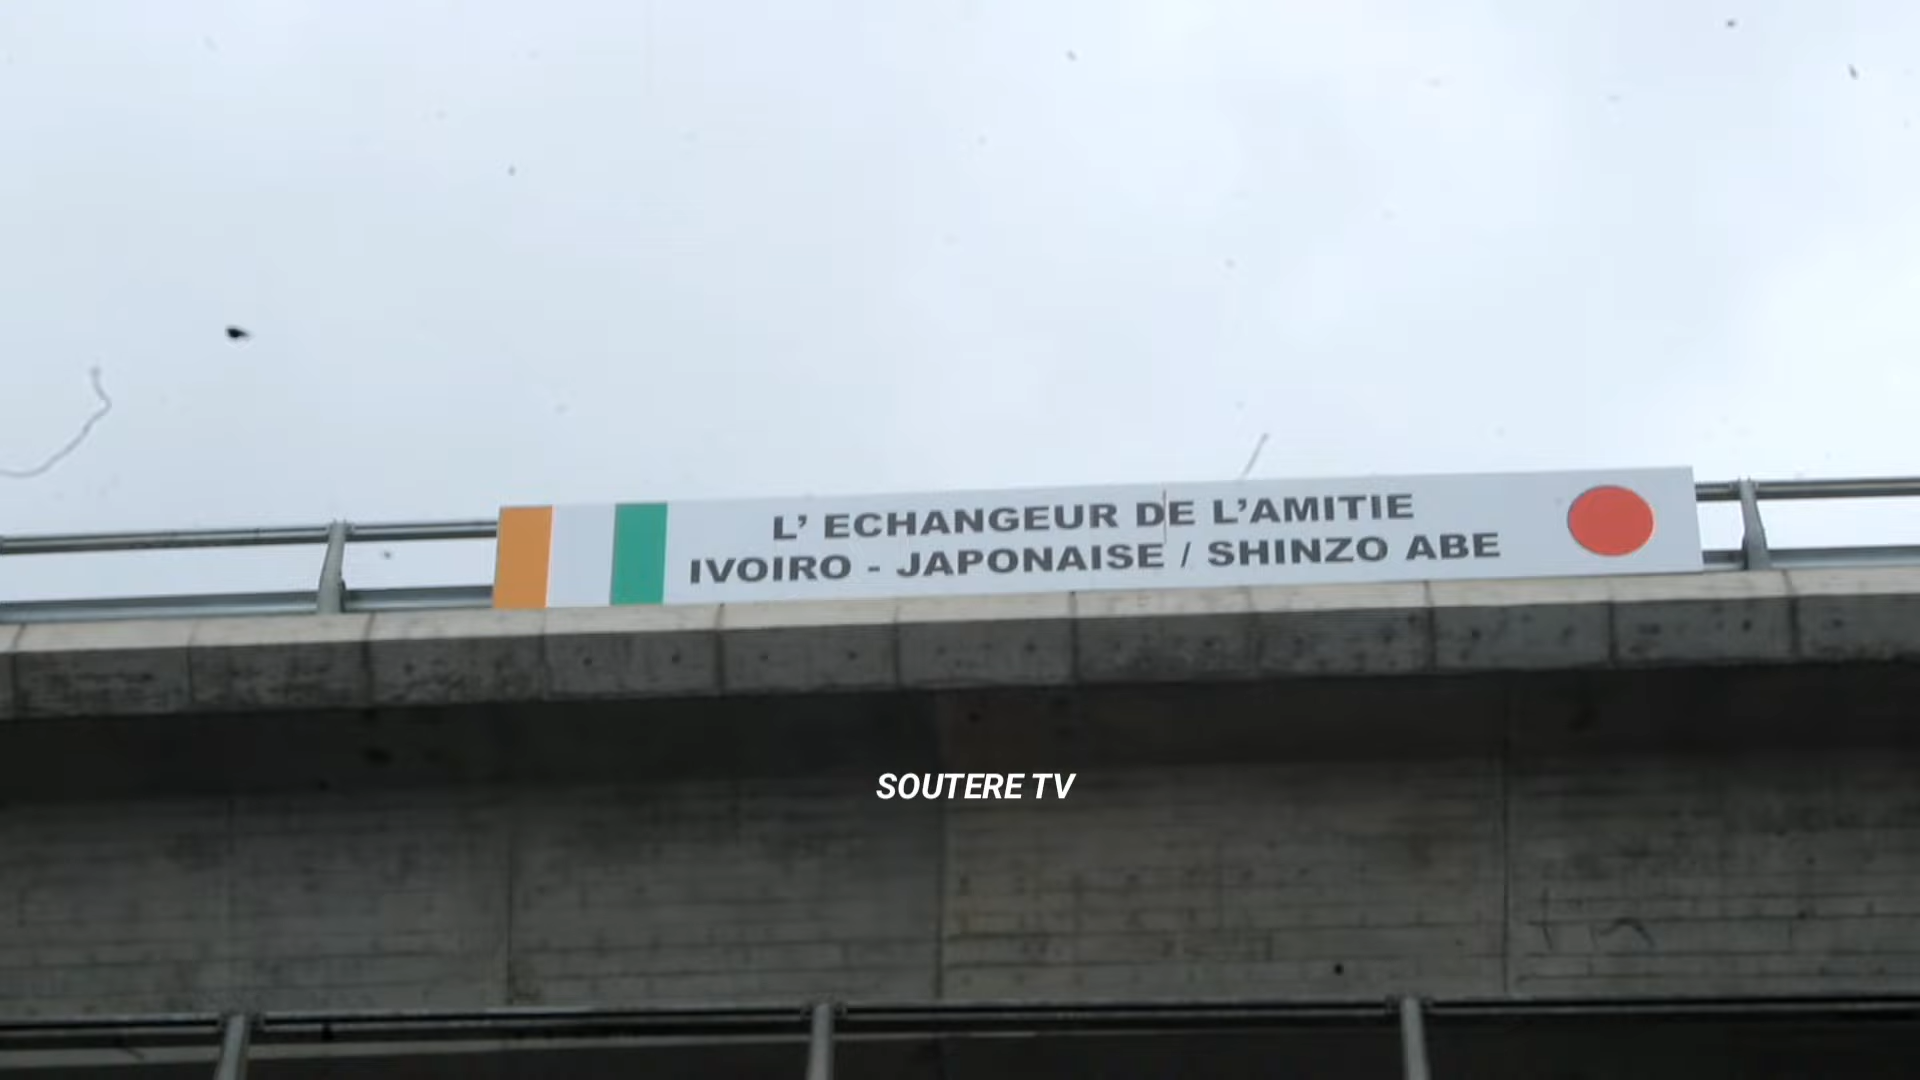 L' ECHANGEUR DE L'AMITIE
IVOIRO - JAPONAISE / SHINZO ABE
SOUTERE TV